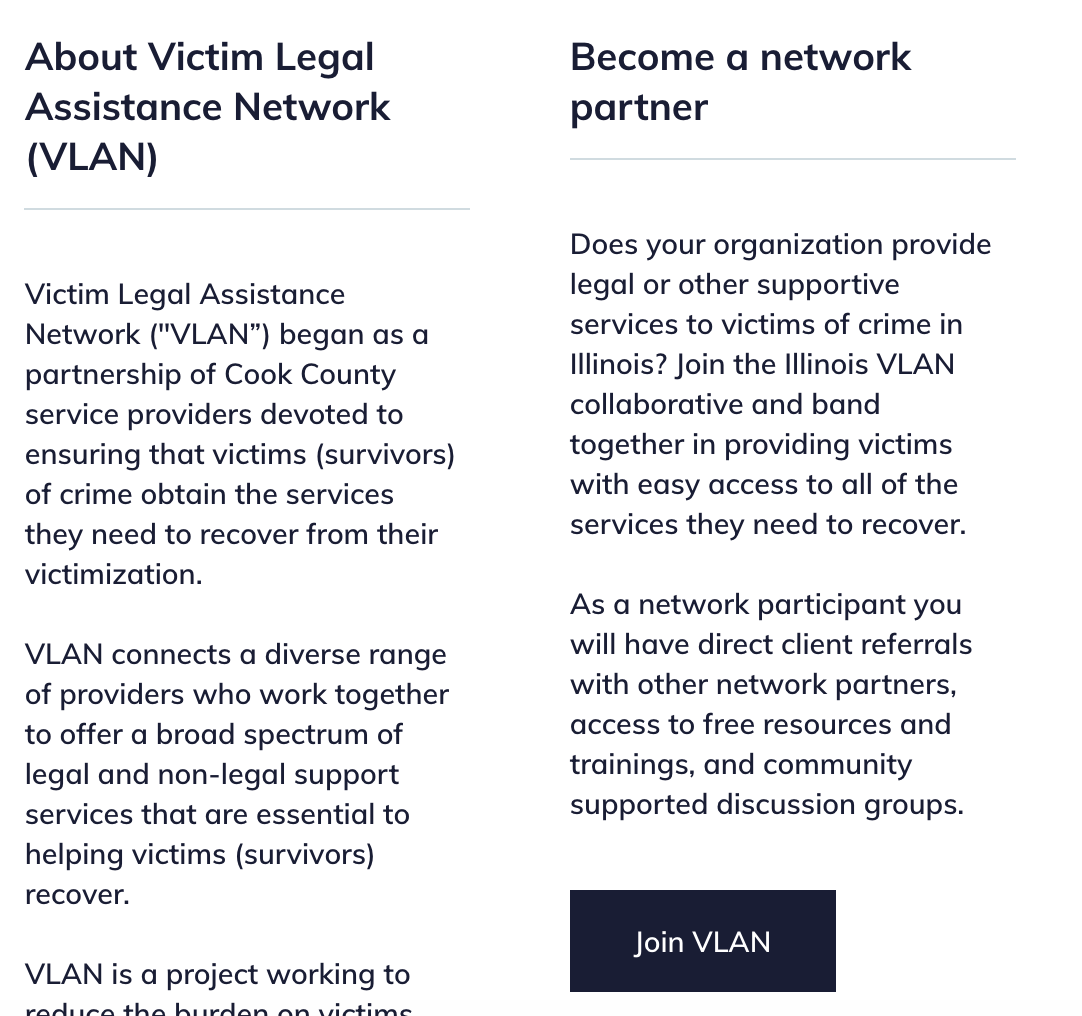 About Victim Legal
Assistance Network
(VLAN)
Victim Legal Assistance
Network ("VLAN”) began as a
partnership of Cook County
service providers devoted to
ensuring that victims (survivors)
of crime obtain the services
they need to recover from their
victimization.
VLAN connects a diverse range
of providers who work together
to offer a broad spectrum of
legal and non-legal support
services that are essential to
helping victims (survivors)
recover.
VLAN is a project working to
reduce the burden on victims
Become a network
partner
Does your organization provide
legal or other supportive
services to victims of crime in
Illinois? Join the Illinois VLAN
collaborative and band
together in providing victims
with easy access to all of the
services they need to recover.
As a network participant you
will have direct client referrals
with other network partners,
access to free resources and
trainings, and community
supported discussion groups.
Join VLAN